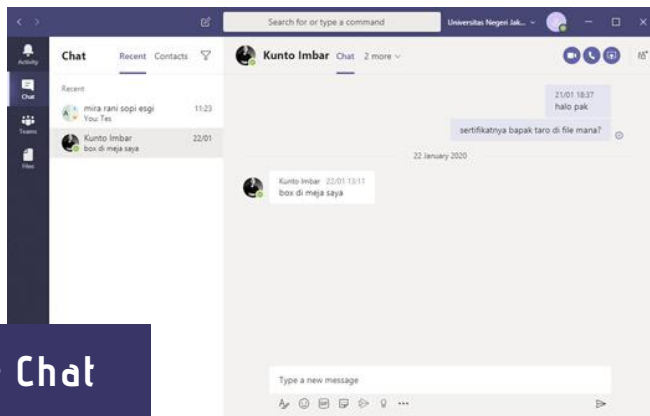 Search for or type a command
Universitas Negeri Jak...
Activity
Chat
Teams
Files
Chat
Recent Contacts
Recent
mira rani sopi esgi 11:23
You: Tes
Kunto Imbar 22/01
box di meja saya
Kunto Imbar Chat 2 more
21/01 18:37
halo pak
sertifikatnya bapak taro di file mana?
22 January 2020
Kunto Imbar 22/01 13:11
box di meja saya
Type a new message
GIF
Chat